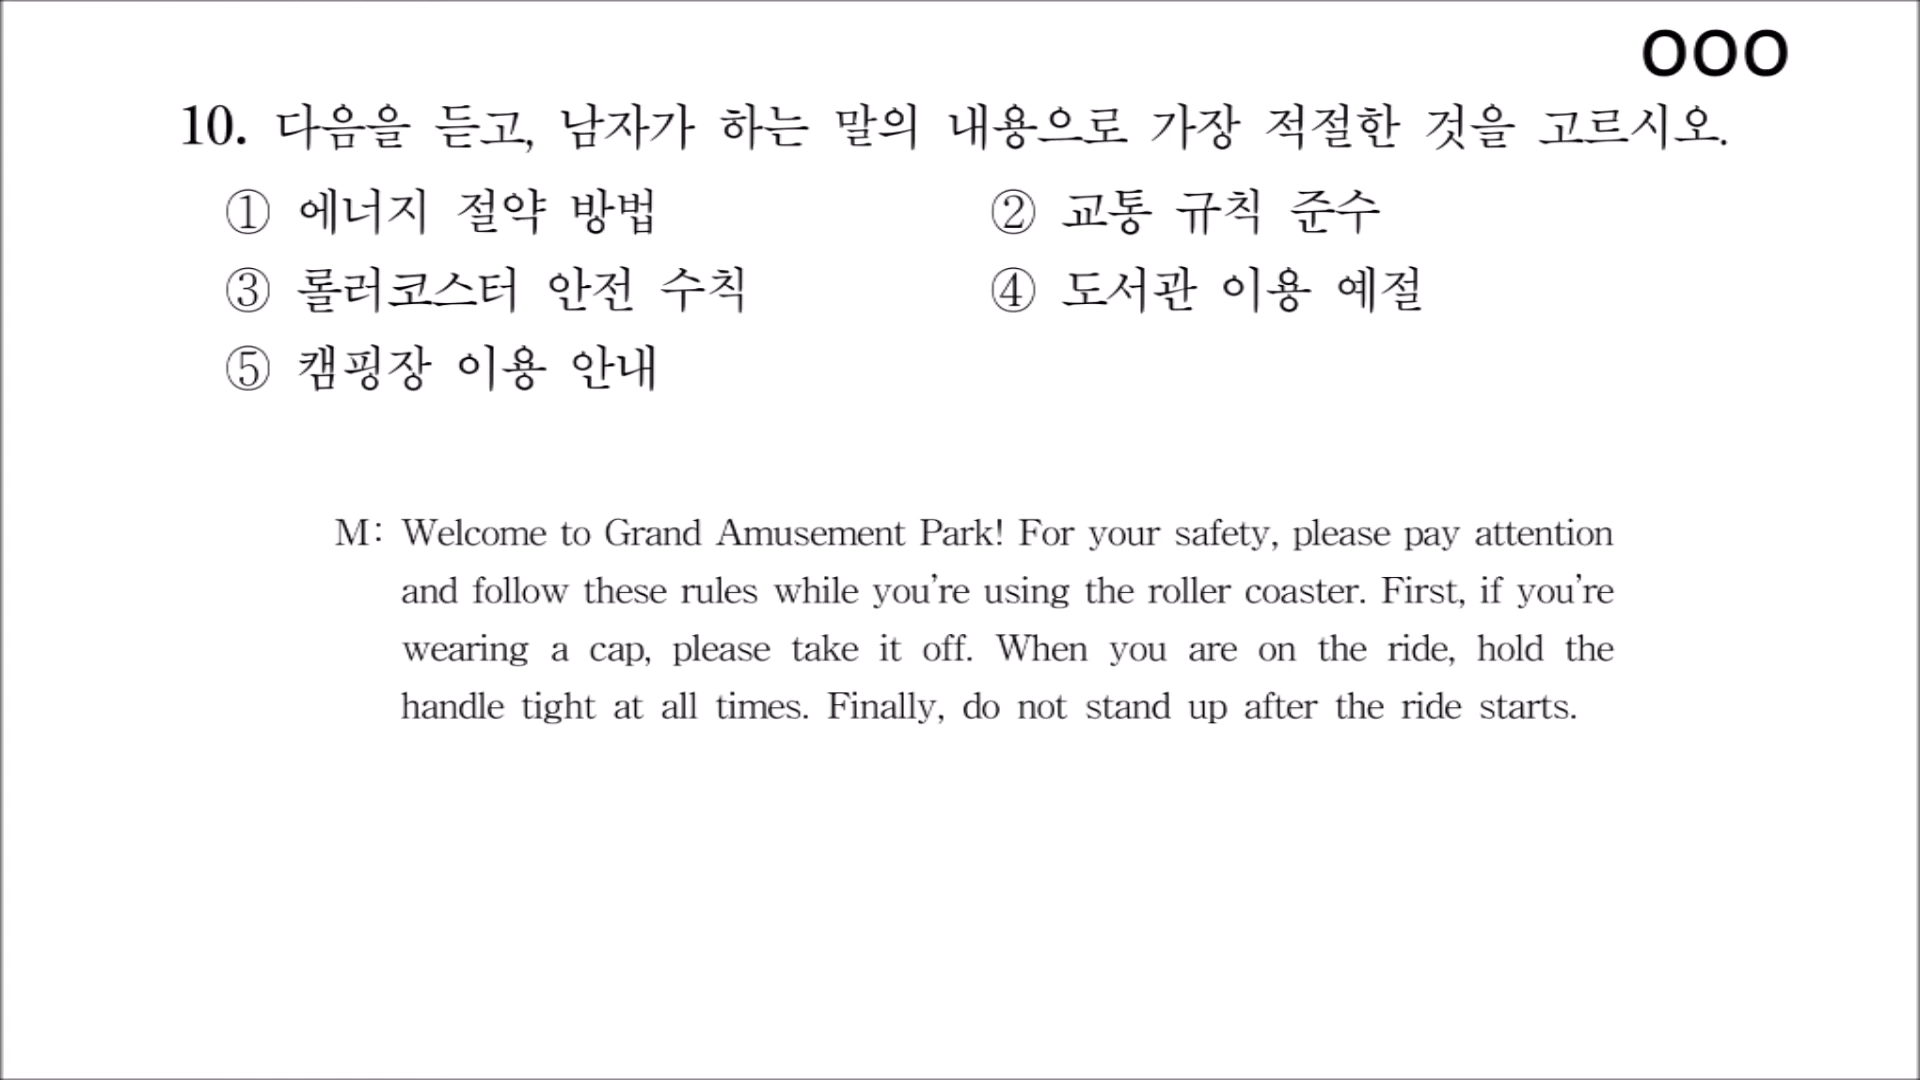 OOO
10. 다음을 듣고, 남자가 하는 말의 내용으로 가장 적절한 것을 고르시오.
① 에너지 절약 방법 ② 교통 규칙 준수
③ 롤러코스터 안전 수칙 ④ 도서관 이용 예절
⑤ 캠핑장 이용 안내
M: Welcome to Grand Amusement Park! For your safety, please pay attention
and follow these rules while you're using the roller coaster. First, if you're
wearing a cap, please take it off. When you are on the ride, hold the
handle tight at all times. Finally, do not stand up after the ride starts.